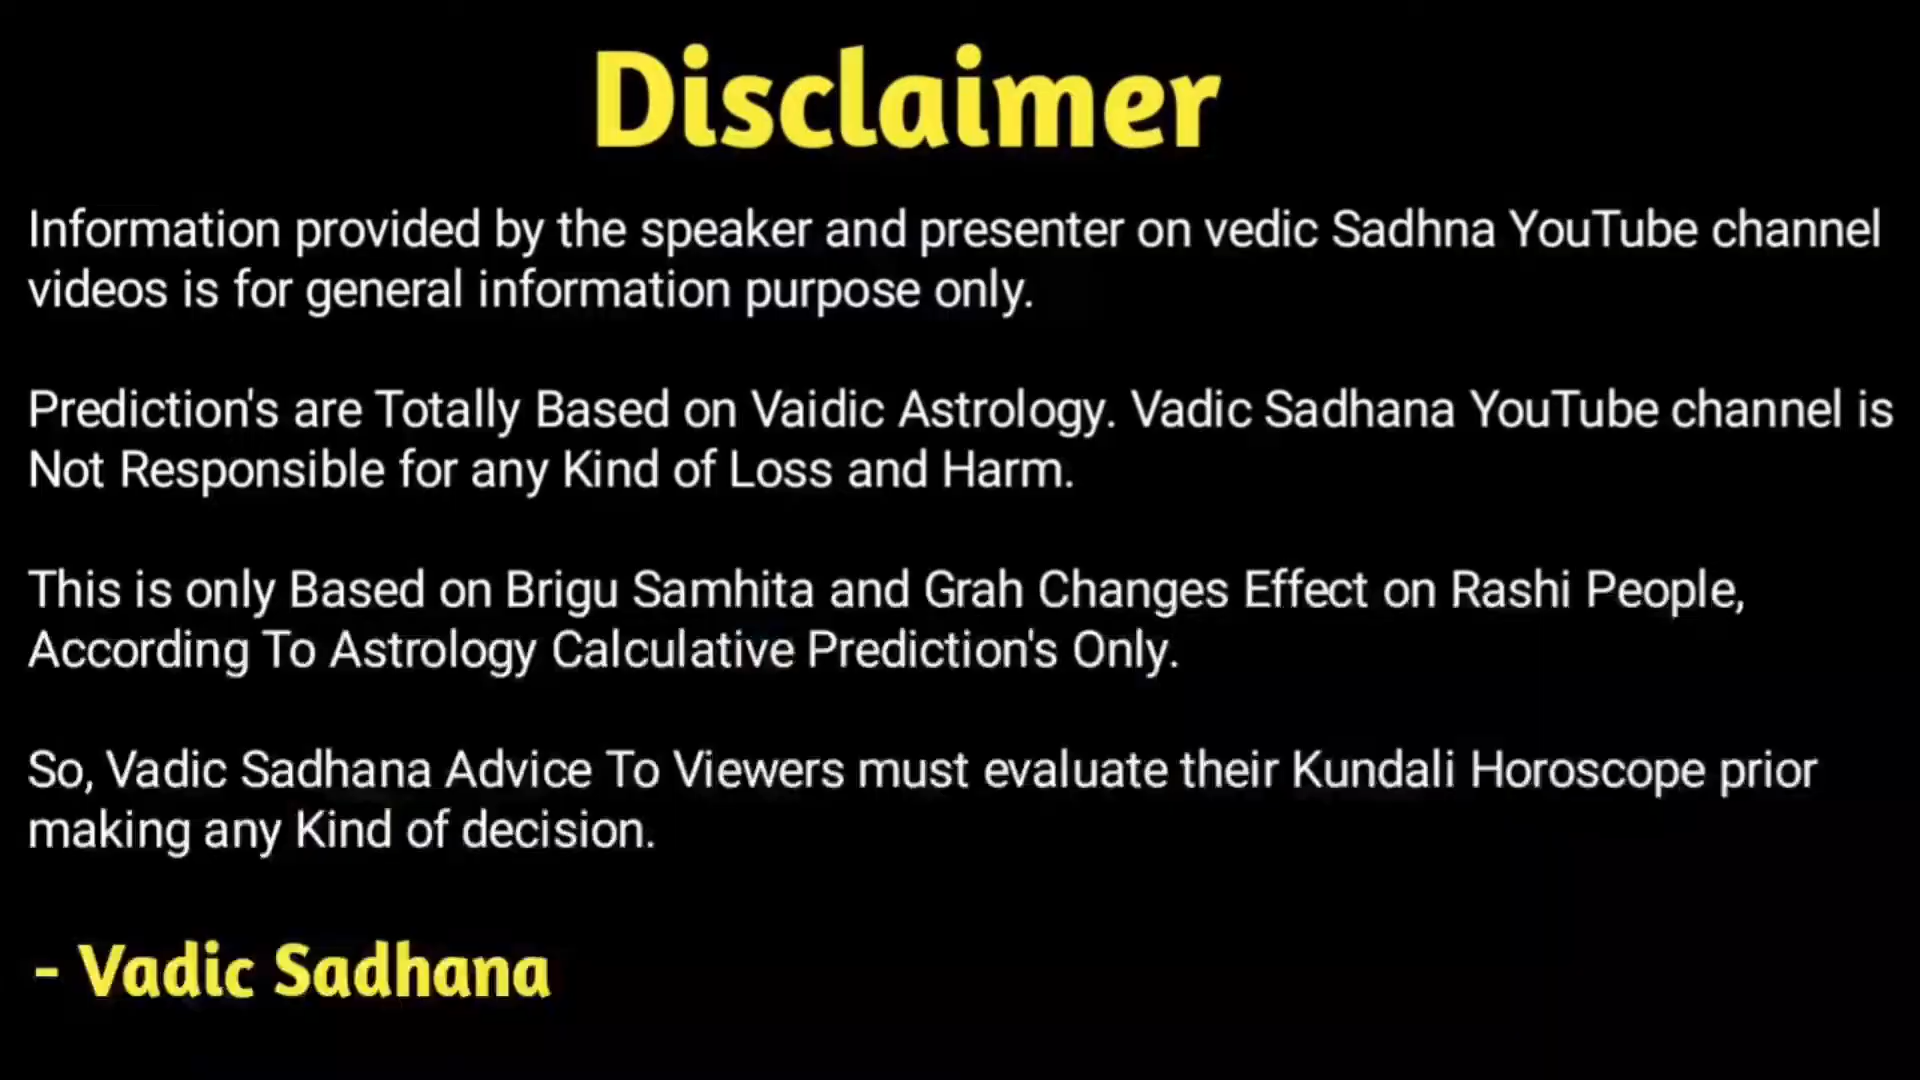 Disclaimer
Information provided by the speaker and presenter on vedic Sadhna YouTube channel
videos is for general information purpose only.
Prediction's are Totally Based on Vaidic Astrology. Vadic Sadhana YouTube channel is
Not Responsible for any Kind of Loss and Harm.
This is only Based on Brigu Samhita and Grah Changes Effect on Rashi People,
According To Astrology Calculative Prediction's Only.
So, Vadic Sadhana Advice To Viewers must evaluate their Kundali Horoscope prior
making any Kind of decision.
- Vadic Sadhana